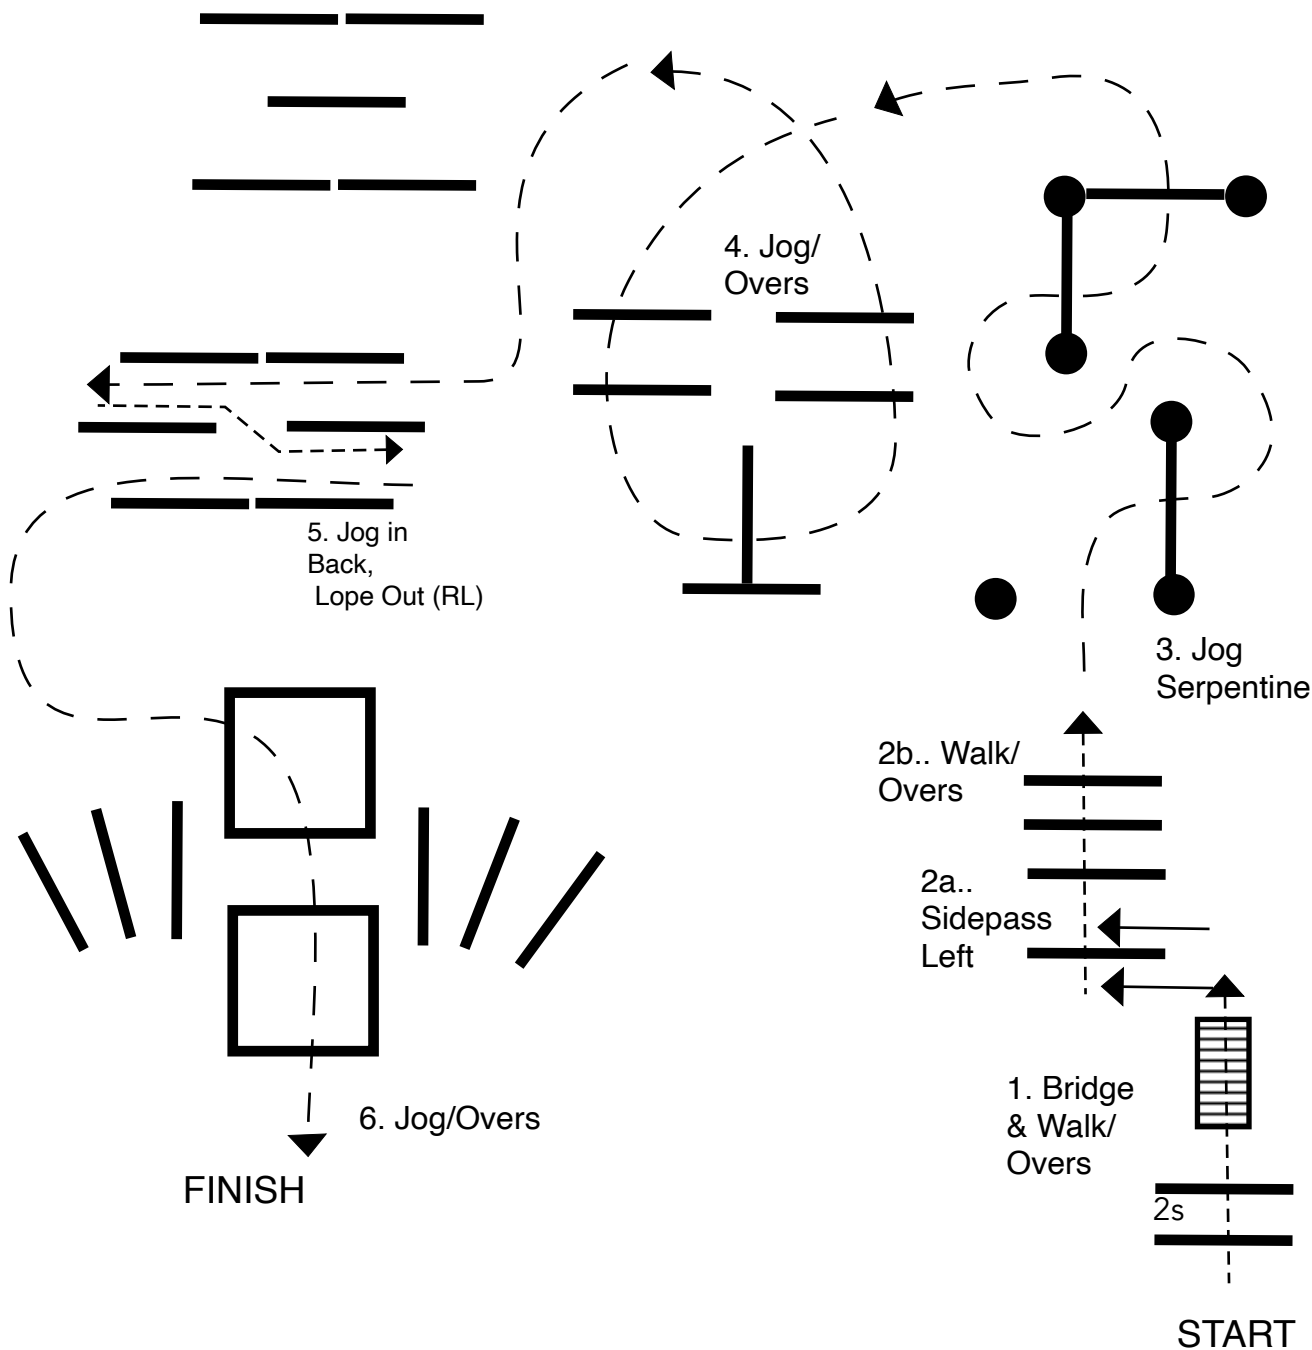 4. Jog/
Overs
5. Jog in
Back,
Lope Out (RL)
3. Jog
Serpentine
2b.. Walk/
Overs
2a..
Sidepass
Left
1. Bridge
& Walk/
Overs
6. Jog/Overs
FINISH
2s
START